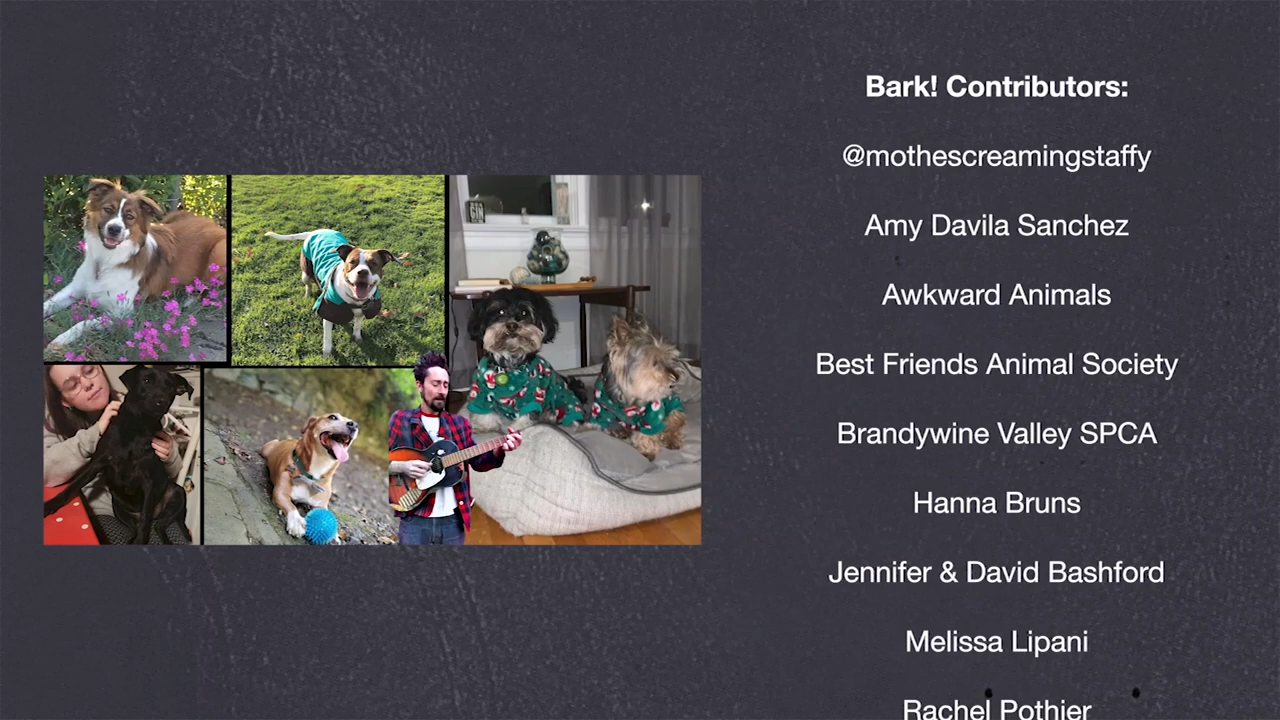 Bark! Contributors:
@mothescreamingstaffy
Amy Davila Sanchez
Awkward Animals
Best Friends Animal Society
Brandywine Valley SPCA
Hanna Bruns
Jennifer & David Bashford
Melissa Lipani
Rachel Pothier
GIN